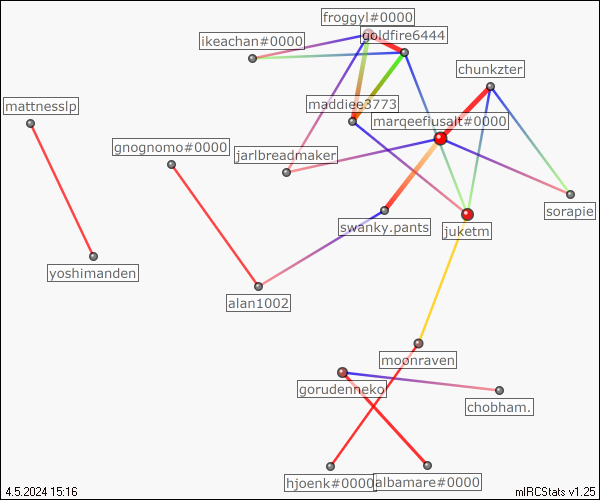 froggyl#0000
goldfire6444
ikeachan#0000
chunkzter
maddiee3773
mattnesslp
marqeefiusalt#0000
gnognomo#0000
jarlbreadmaker
sorapie
swanky.pants
juketm
yoshimanden
alan1002
moonraven
gorudenneko
chobham.
hjoenk#0000
albamare#0000
4.5.2024 15:16
mIRCStats v1.25